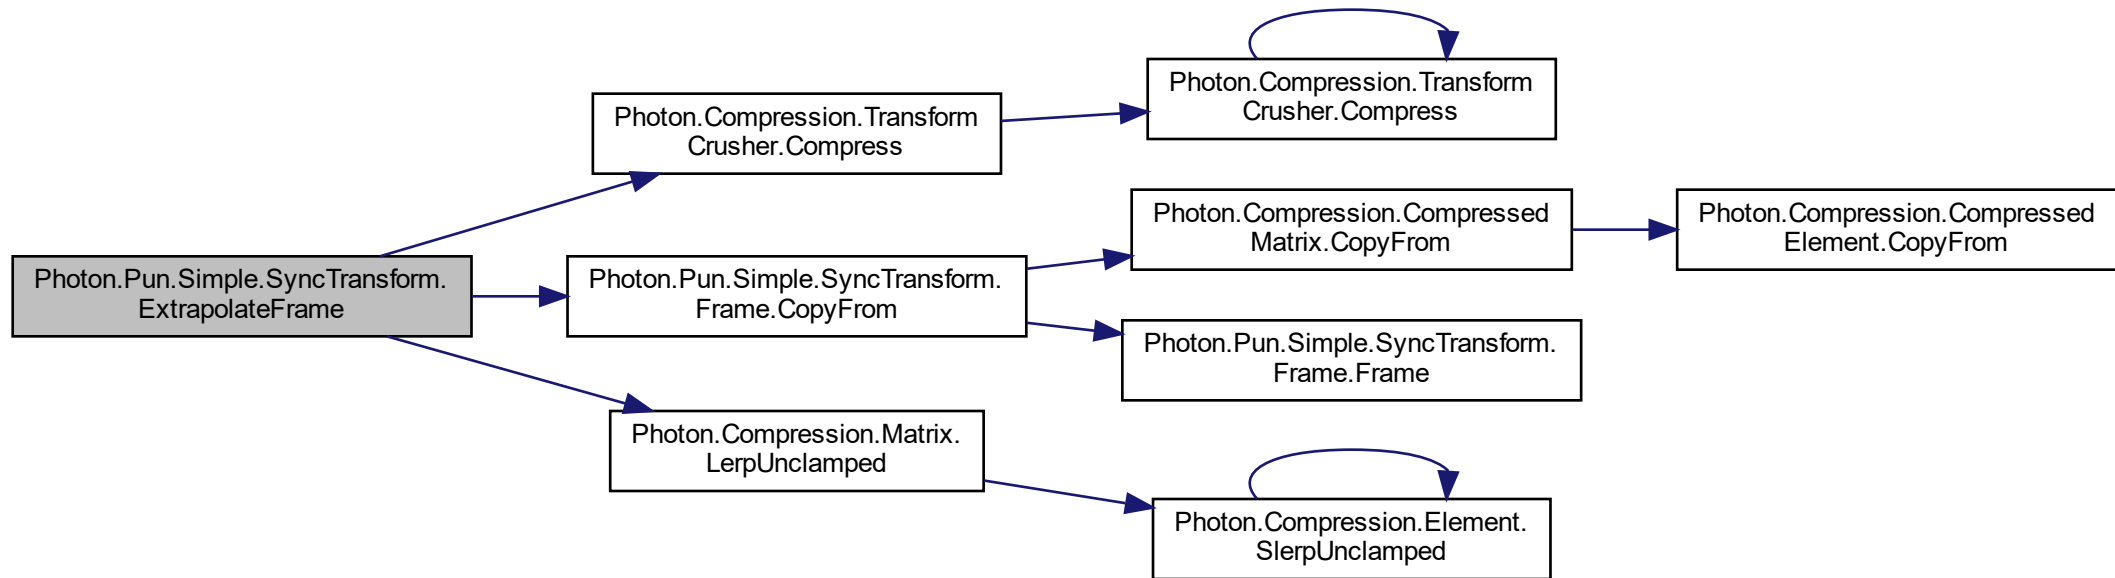 Photon.Pun.Simple.SyncTransform.
ExtrapolateFrame
Photon.Compression.Transform
Crusher.Compress
Photon.Compression.Transform
Crusher.Compress
Photon.Pun.Simple.SyncTransform.
Frame.CopyFrom
Photon.Compression.Compressed
Matrix.CopyFrom
Photon.Compression.Compressed
Element.CopyFrom
Photon.Pun.Simple.SyncTransform.
Frame.Frame
Photon.Compression.Matrix.
LerpUnclamped
Photon.Compression.Element.
SlerpUnclamped